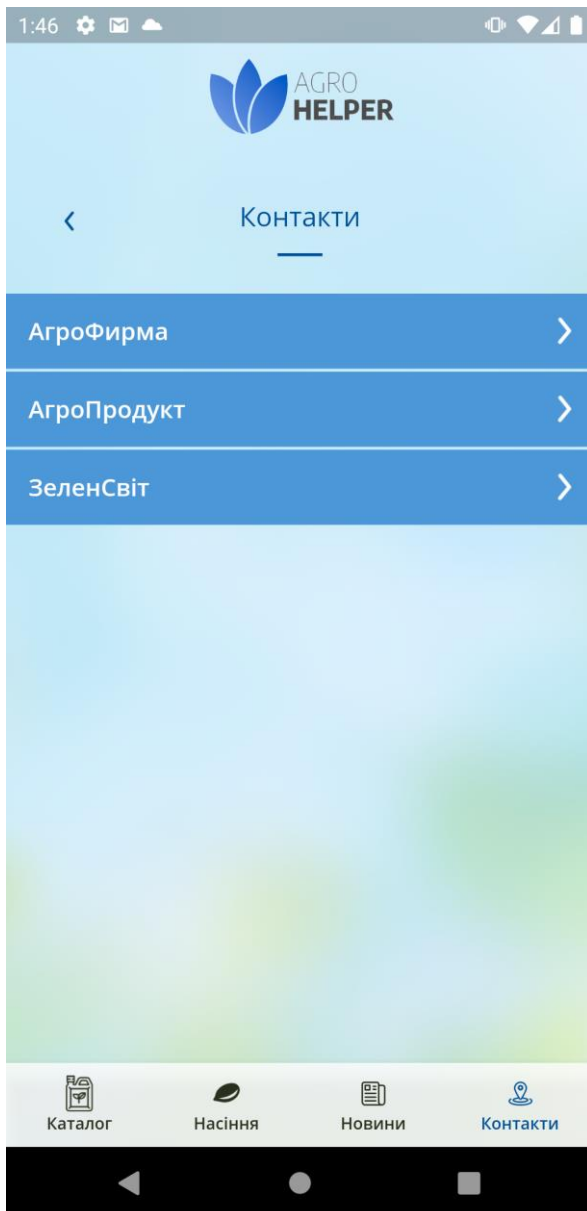 1:46
AGRO
HELPER
Контакти
АгроФирма
АгроПродукт
ЗеленСвіт
Каталог Насіння Новини Контакти